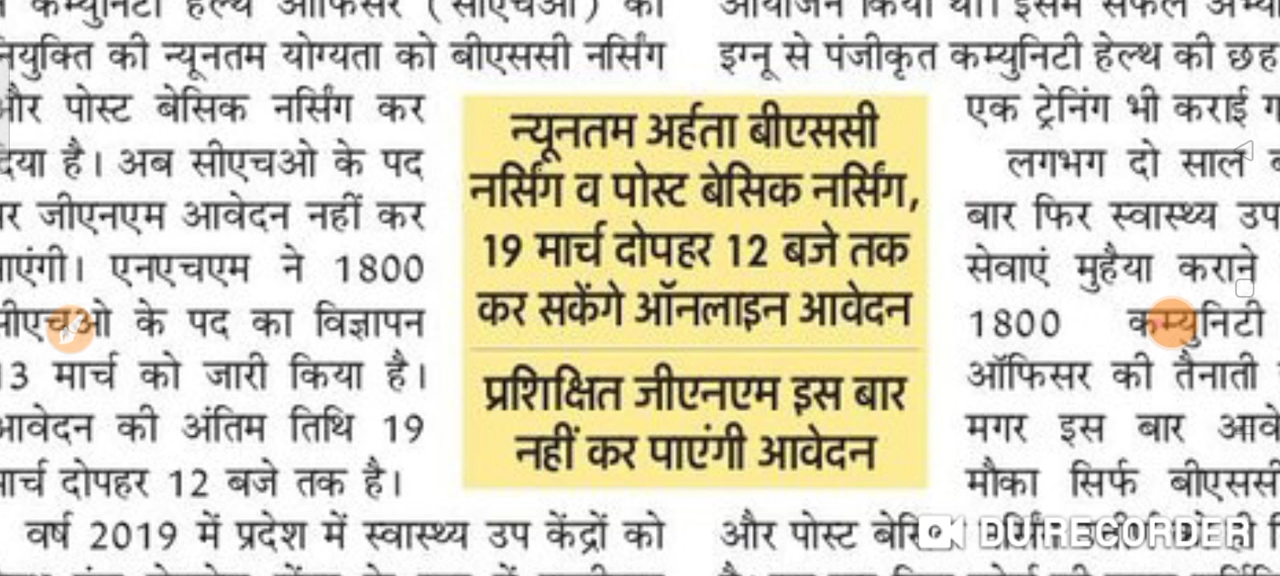 कम्युनिटी हेल्थ ऑफिसर (सीएचओ) की
की न्यूनतम योग्यता को बीएससी नर्सिंग
और पोस्ट बेसिक नर्सिंग कर
है। अब सीएचओ के पद
जीएनएम आवेदन नहीं कर
एनएचएम ने 1800
के पद का विज्ञापन
13 मार्च को जारी किया है।
आवेदन की अंतिम तिथि 19
मार्च दोपहर 12 बजे तक है।
वर्ष 2019 में प्रदेश में स्वास्थ्य उप केंद्रों को
न्यूनतम अर्हता बीएससी
नर्सिंग व पोस्ट बेसिक नर्सिंग,
19 मार्च दोपहर 12 बजे तक
कर सकेंगे ऑनलाइन आवेदन
प्रशिक्षित जीएनएम इस बार
नहीं कर पाएंगी आवेदन
आयोजन किया था। इसमें सफल
इग्नू से पंजीकृत कम्युनिटी हेल्थ की छह
एक ट्रेनिंग भी कराई
लगभग दो साल
बार फिर स्वास्थ्य उप
सेवाएं मुहैया कराने
1800 कम्युनिटी
ऑफिसर की तैनाती
मगर इस बार
मौका सिर्फ बीएससी
और पोस्ट
DU RECORDER